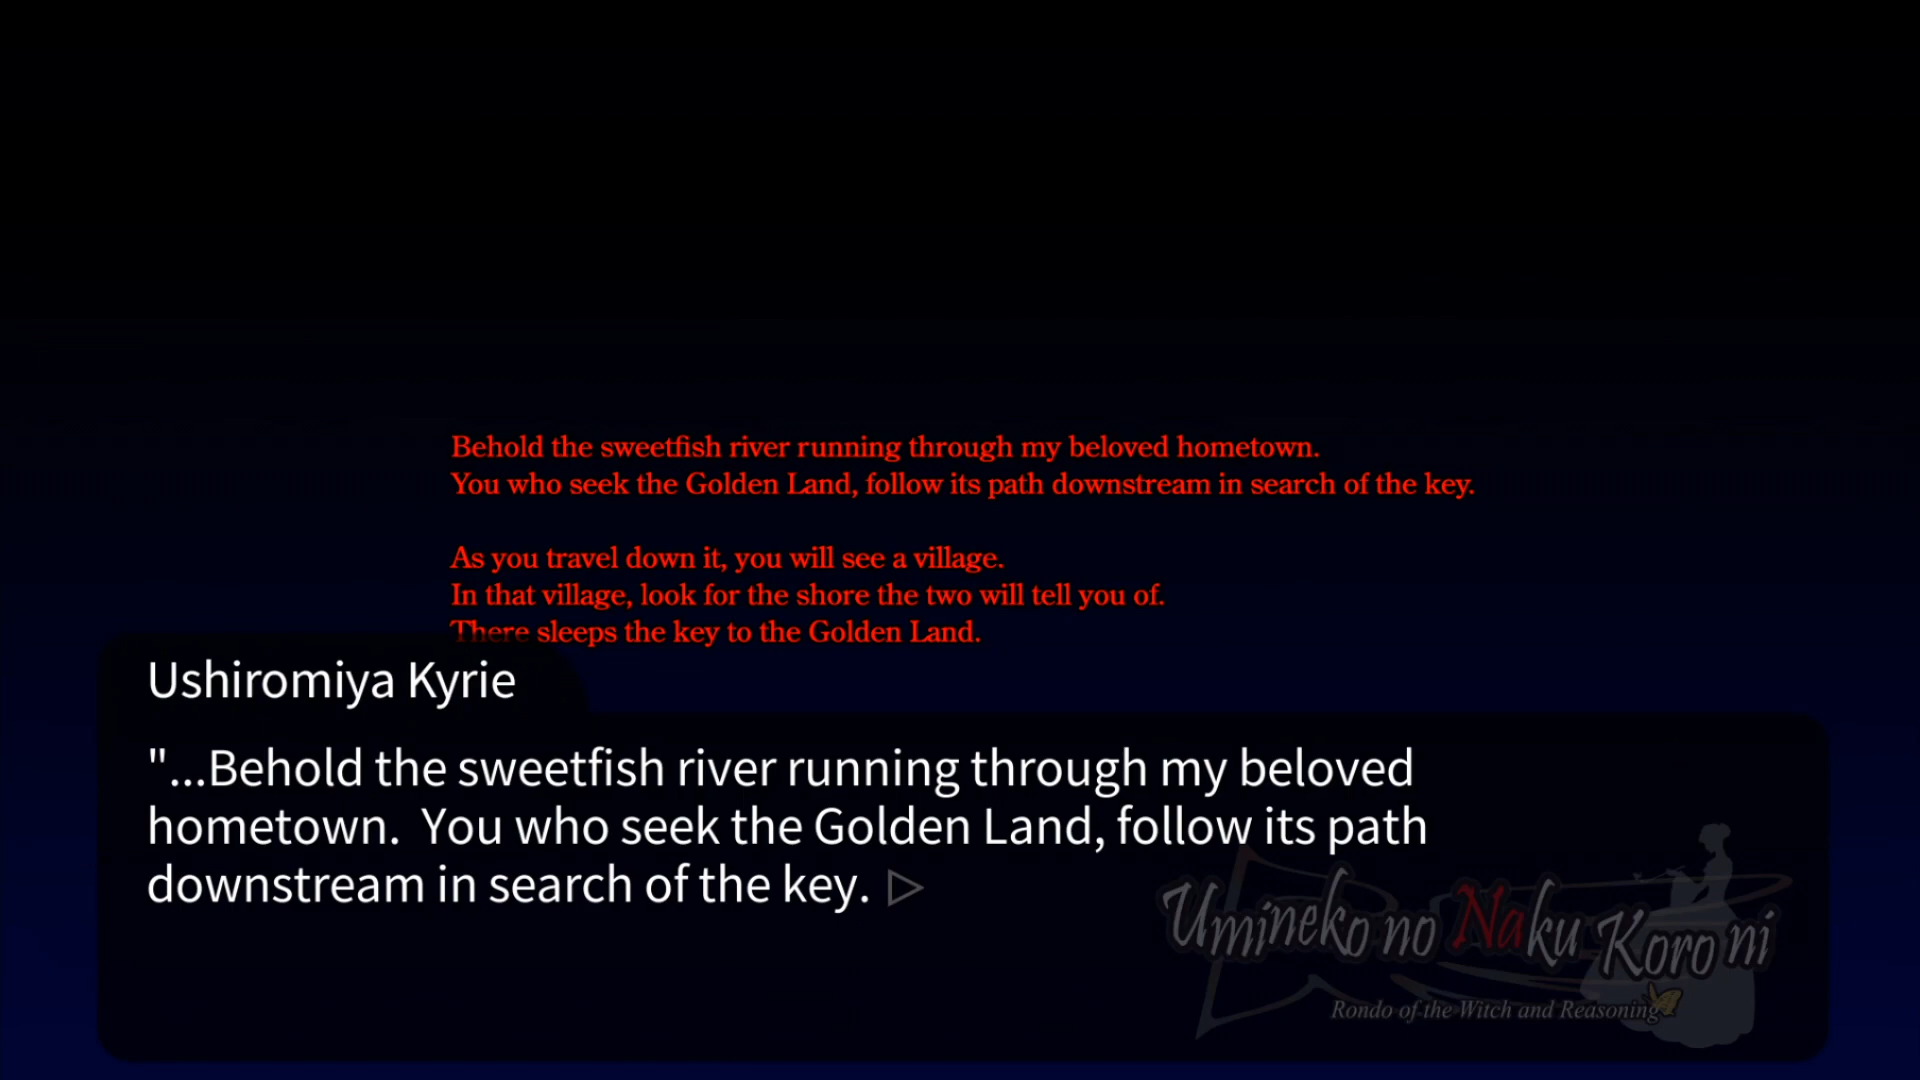 Behold the sweetfish river running through my beloved hometown.
You who seek the Golden Land, follow its path downstream in search of the key.
As you travel down it, you will see a village.
In that village, look for the shore the two will tell you of.
There sleeps the key to the Golden Land.
Ushiromiya Kyrie
"...Behold the sweetfish river running through my beloved
hometown.  You who seek the Golden Land, follow its path
downstream in search of the key.
Umineko no Naku Koro ni
Rondo of the Witch and Reasoning